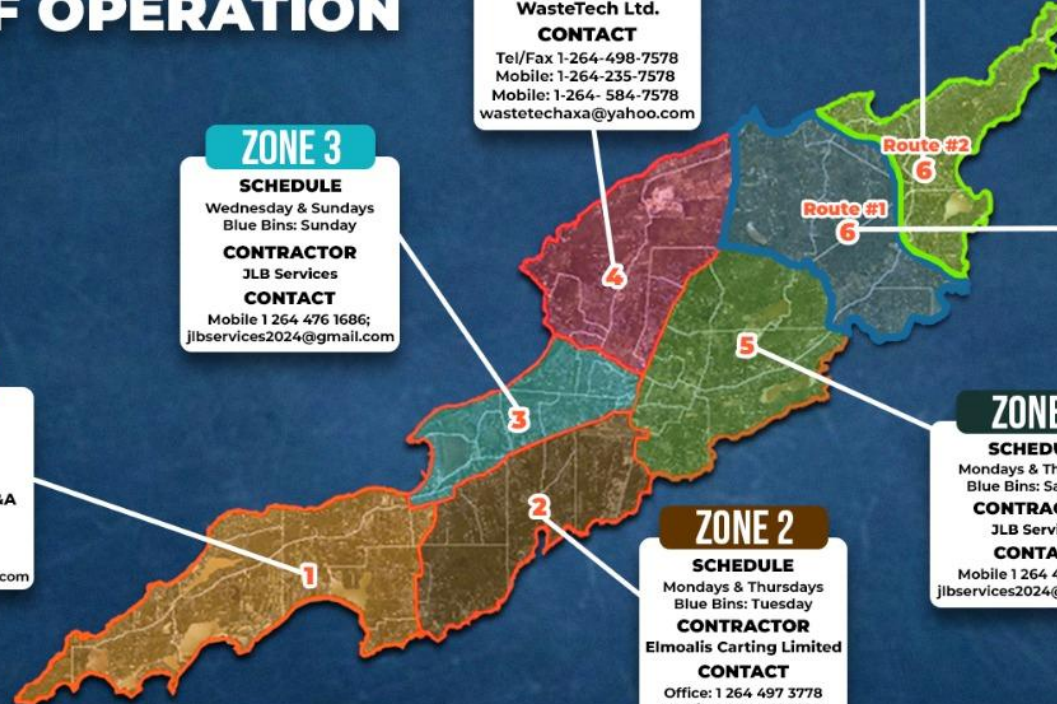 F OPERATION
WasteTech Ltd.
CONTACT
Tel/Fax 1-264-498-7578
Mobile: 1-264-235-7578
Mobile: 1-264- 584-7578
wastetechaxa@yahoo.com
ZONE 3
SCHEDULE
Wednesday & Sundays
Blue Bins: Sunday
CONTRACTOR
JLB Services
CONTACT
Mobile 1 264 476 1686;
jlbservices2024@gmail.com
Route #2
6
Route #1
6
4
5
3
2
1
&A
com
ZONE 2
SCHEDULE
Mondays & Thursdays
Blue Bins: Tuesday
CONTRACTOR
Elmoalis Carting Limited
CONTACT
Office: 1 264 497 3778
ZONE
SCHEDU
Mondays & Th
Blue Bins: Sa
CONTRAC
JLB Servi
CONTA
Mobile 1 264 4
jlbservices2024@